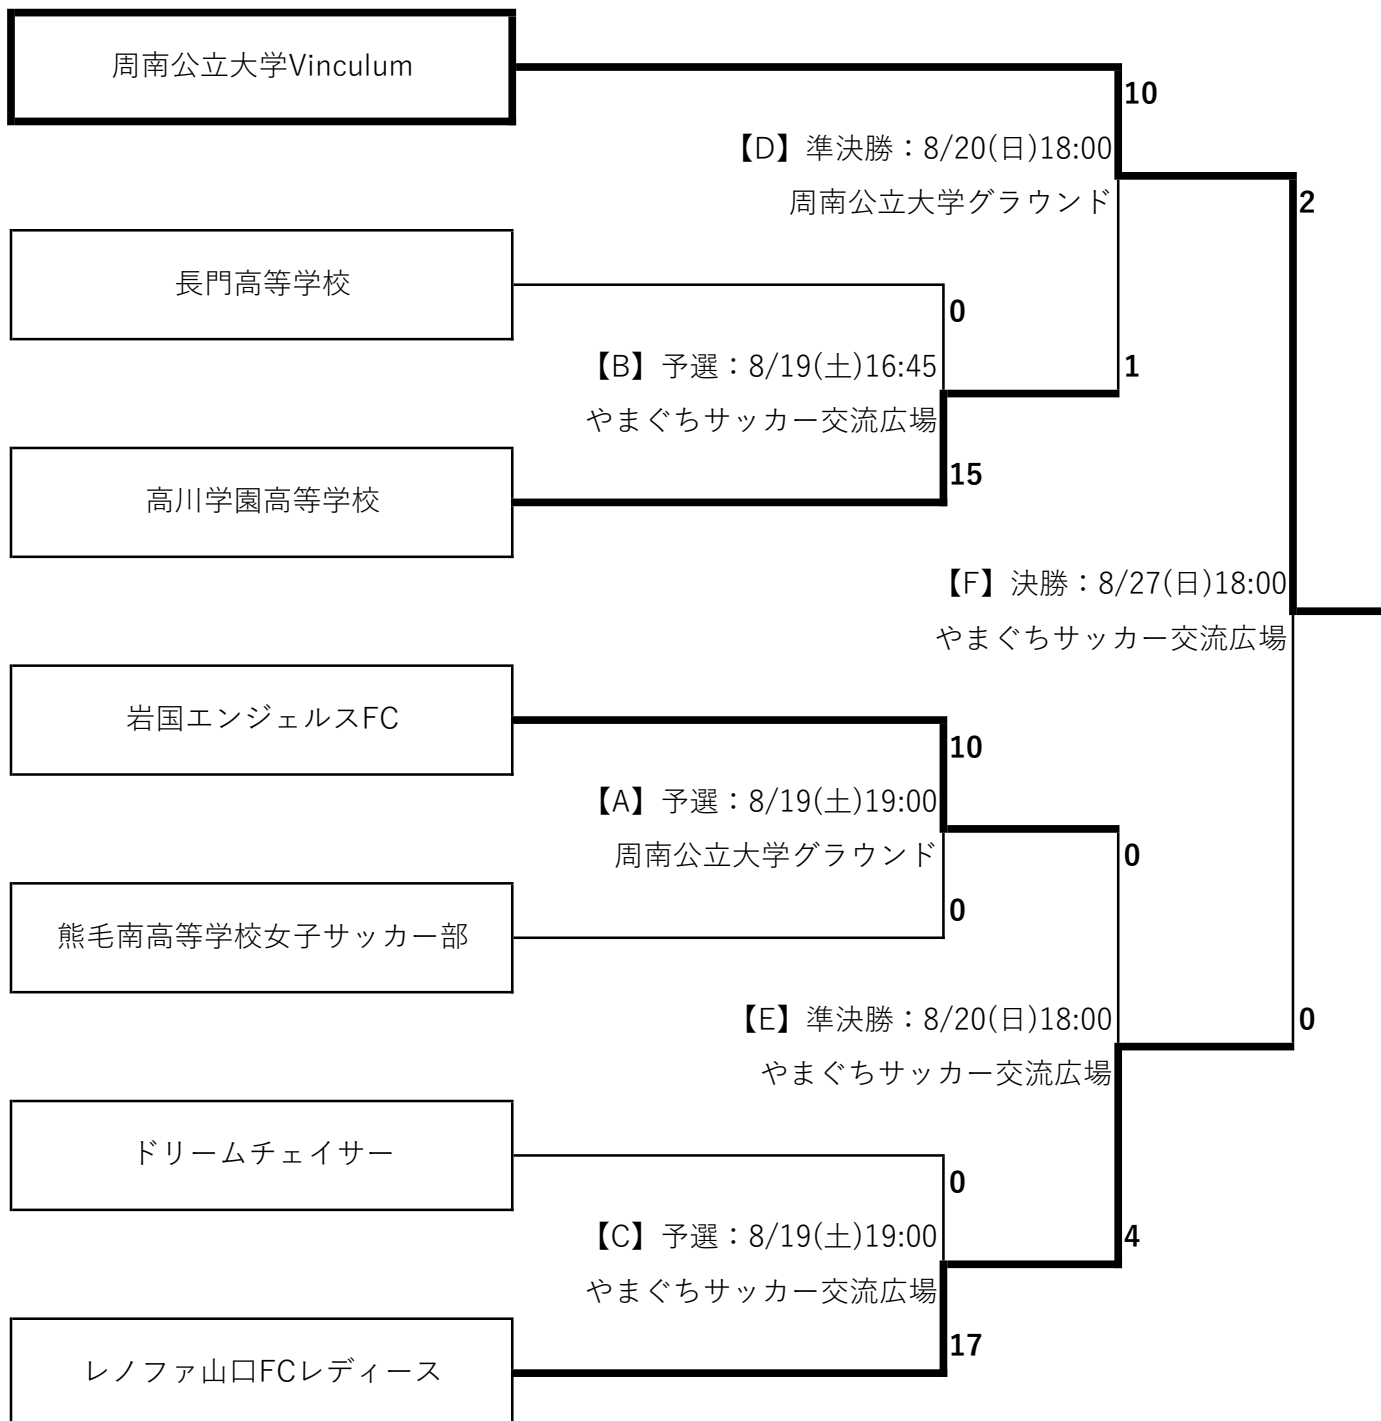 周南公立大学Vinculum
10
【D】準決勝：8/20(日)18:00
周南公立大学グラウンド
2
長門高等学校
0
【B】予選：8/19(土)16:45
1
やまぐちサッカー交流広場
15
高川学園高等学校
【F】決勝：8/27(日)18:00
やまぐちサッカー交流広場
岩国エンジェルスFC
10
【A】予選：8/19(土)19:00
周南公立大学グラウンド
0
0
熊毛南高等学校女子サッカー部
【E】準決勝：8/20(日)18:00
0
やまぐちサッカー交流広場
ドリームチェイサー
0
【C】予選：8/19(土)19:00
4
やまぐちサッカー交流広場
17
レノファ山口FCレディース